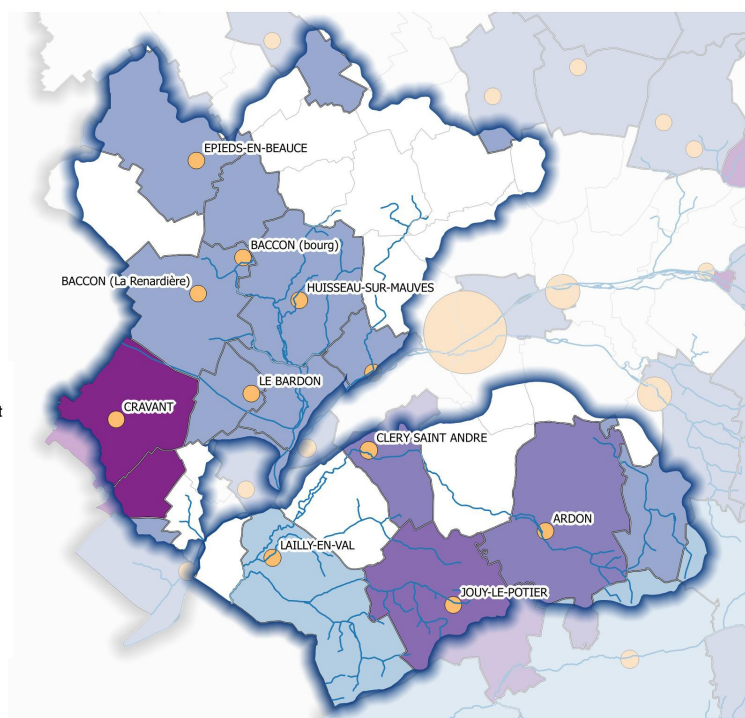 EPIEDS-EN-BEAUCE
BACCON (bourg)
BACCON (La Renardière)
HUISSEAU-SUR-MAUVES
LE BARDON
CRAVANT
t
CLERY SAINT ANDRE
ARDON
LAILLY-EN-VAL
JOUY-LE-POTIER